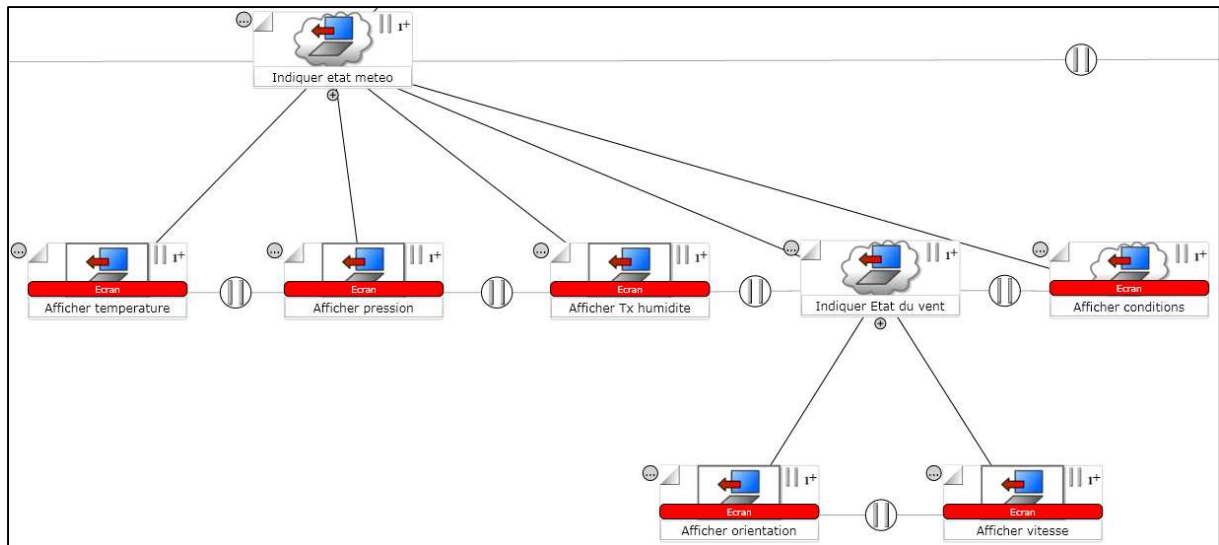 ı+
Indiquer etat meteo
ı+
ı+
ı+
ı+
ı+
Ecran
Ecran
Ecran
Ecran
Afficher temperature
Afficher pression
Afficher Tx humidite
Indiquer Etat du vent
Afficher conditions
ı+
ı+
Ecran
Ecran
Afficher orientation
Afficher vitesse